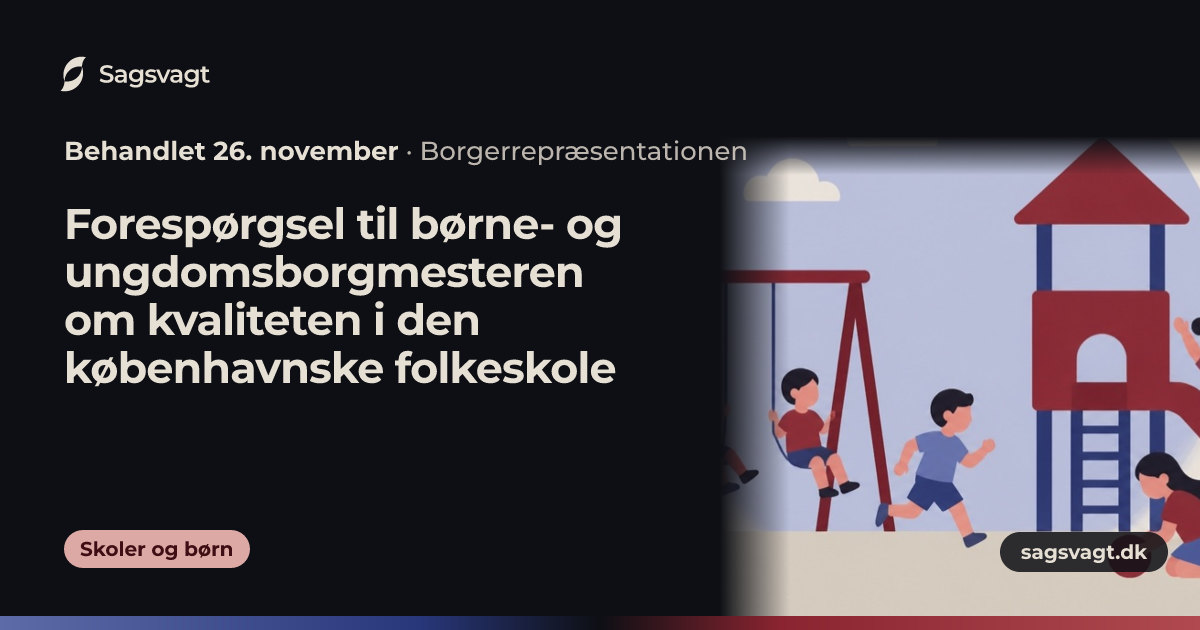 Sagsvagt
Behandlet 26. november · Borgerrepræsentationen
Forespørgsel til børne- og
ungdomsborgmesteren
om kvaliteten i den
københavnske folkeskole
Skoler og børn
sagsvagt.dk